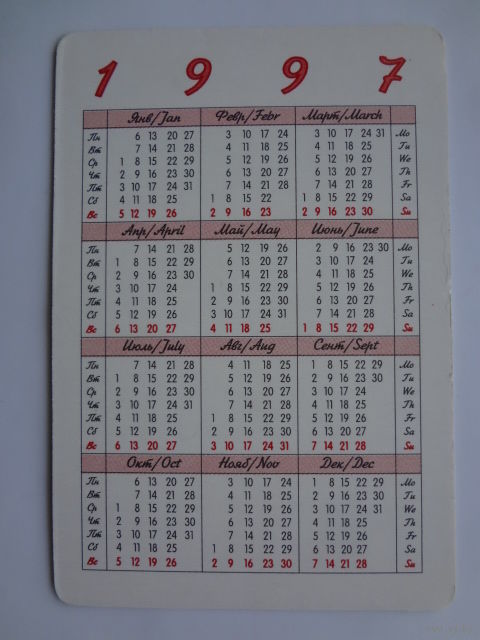 1 9 9 7
Янв/Jan Февр/Febr Март/March
Пн 6 13 20 27 3 10 17 24 3 10 17 24 31 Mo
Вт 7 14 21 28 4 11 18 25 4 11 18 25 Tu
Ср 1 8 15 22 29 5 12 19 26 5 12 19 26 We
Чт 2 9 16 23 30 6 13 20 27 6 13 20 27 Th
Пт 3 10 17 24 31 7 14 21 28 7 14 21 28 Fr
Сб 4 11 18 25 1 8 15 22 1 8 15 22 29 Sa
Вс 5 12 19 26 2 9 16 23 2 9 16 23 30 Su
Апр/April Май/May Июнь/June
Пн 7 14 21 28 5 12 19 26 2 9 16 23 30 Mo
Вт 1 8 15 22 29 6 13 20 27 3 10 17 24 Tu
Ср 2 9 16 23 30 7 14 21 28 4 11 18 25 We
Чт 3 10 17 24 1 8 15 22 29 5 12 19 26 Th
Пт 4 11 18 25 2 9 16 23 30 6 13 20 27 Fr
Сб 5 12 19 26 3 10 17 24 31 7 14 21 28 Sa
Вс 6 13 20 27 4 11 18 25 1 8 15 22 29 Su
Июль/July Авг/Aug Сент/Sept
Пн 7 14 21 28 4 11 18 25 1 8 15 22 29 Mo
Вт 1 8 15 22 29 5 12 19 26 2 9 16 23 30 Tu
Ср 2 9 16 23 30 6 13 20 27 3 10 17 24 We
Чт 3 10 17 24 31 7 14 21 28 4 11 18 25 Th
Пт 4 11 18 25 1 8 15 22 29 5 12 19 26 Fr
Сб 5 12 19 26 2 9 16 23 30 6 13 20 27 Sa
Вс 6 13 20 27 3 10 17 24 31 7 14 21 28 Su
Окт/Oct Нояб/Nov Дек/Dec
Пн 6 13 20 27 3 10 17 24 1 8 15 22 29 Mo
Вт 7 14 21 28 4 11 18 25 2 9 16 23 30 Tu
Ср 1 8 15 22 29 5 12 19 26 3 10 17 24 31 We
Чт 2 9 16 23 30 6 13 20 27 4 11 18 25 Th
Пт 3 10 17 24 31 7 14 21 28 5 12 19 26 Fr
Сб 4 11 18 25 1 8 15 22 29 6 13 20 27 Sa
Вс 5 12 19 26 2 9 16 23 30 7 14 21 28 Su